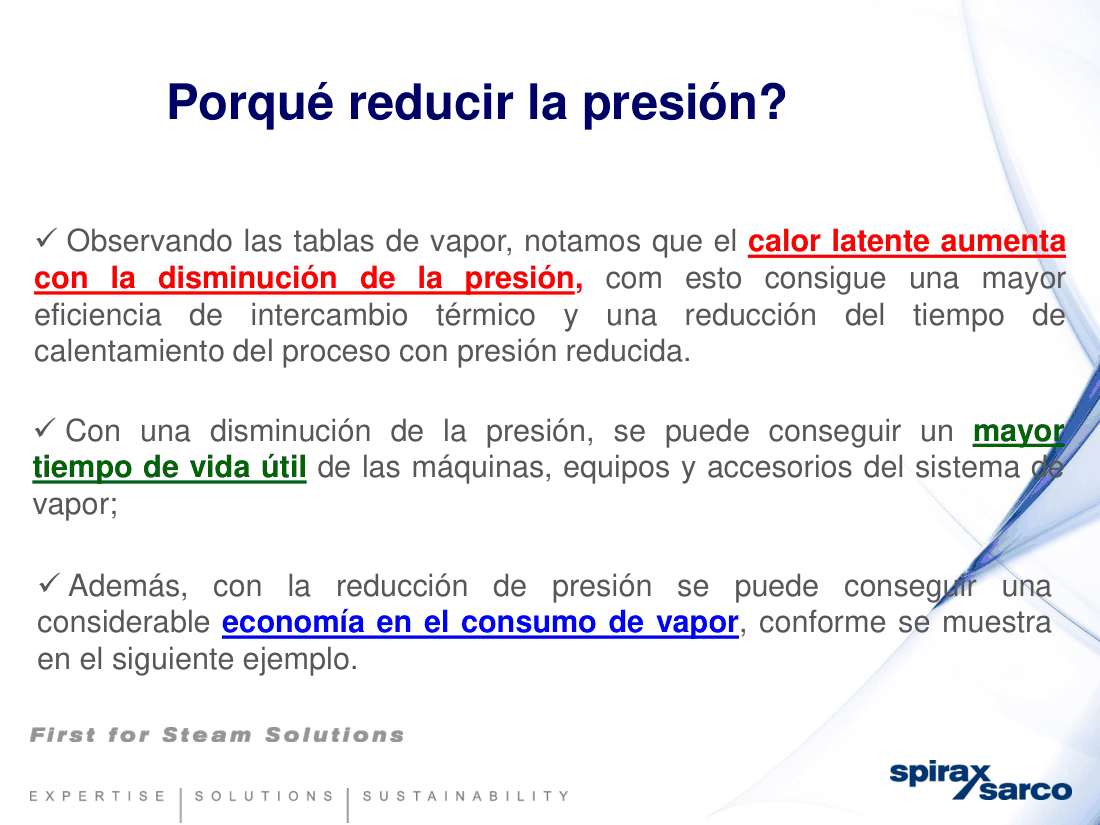 Porqué reducir la presión?
✓ Observando las tablas de vapor, notamos que el calor latente aumenta
con la disminución de la presión, com esto consigue una mayor
eficiencia de intercambio térmico y una reducción del tiempo de
calentamiento del proceso con presión reducida.
✓ Con una disminución de la presión, se puede conseguir un mayor
tiempo de vida útil de las máquinas, equipos y accesorios del sistema de
vapor;
✓ Además, con la reducción de presión se puede conseguir una
considerable economía en el consumo de vapor, conforme se muestra
en el siguiente ejemplo.
First for Steam Solutions
EXPERTISE | SOLUTIONS | SUSTAINABILITY
spirax
sarco